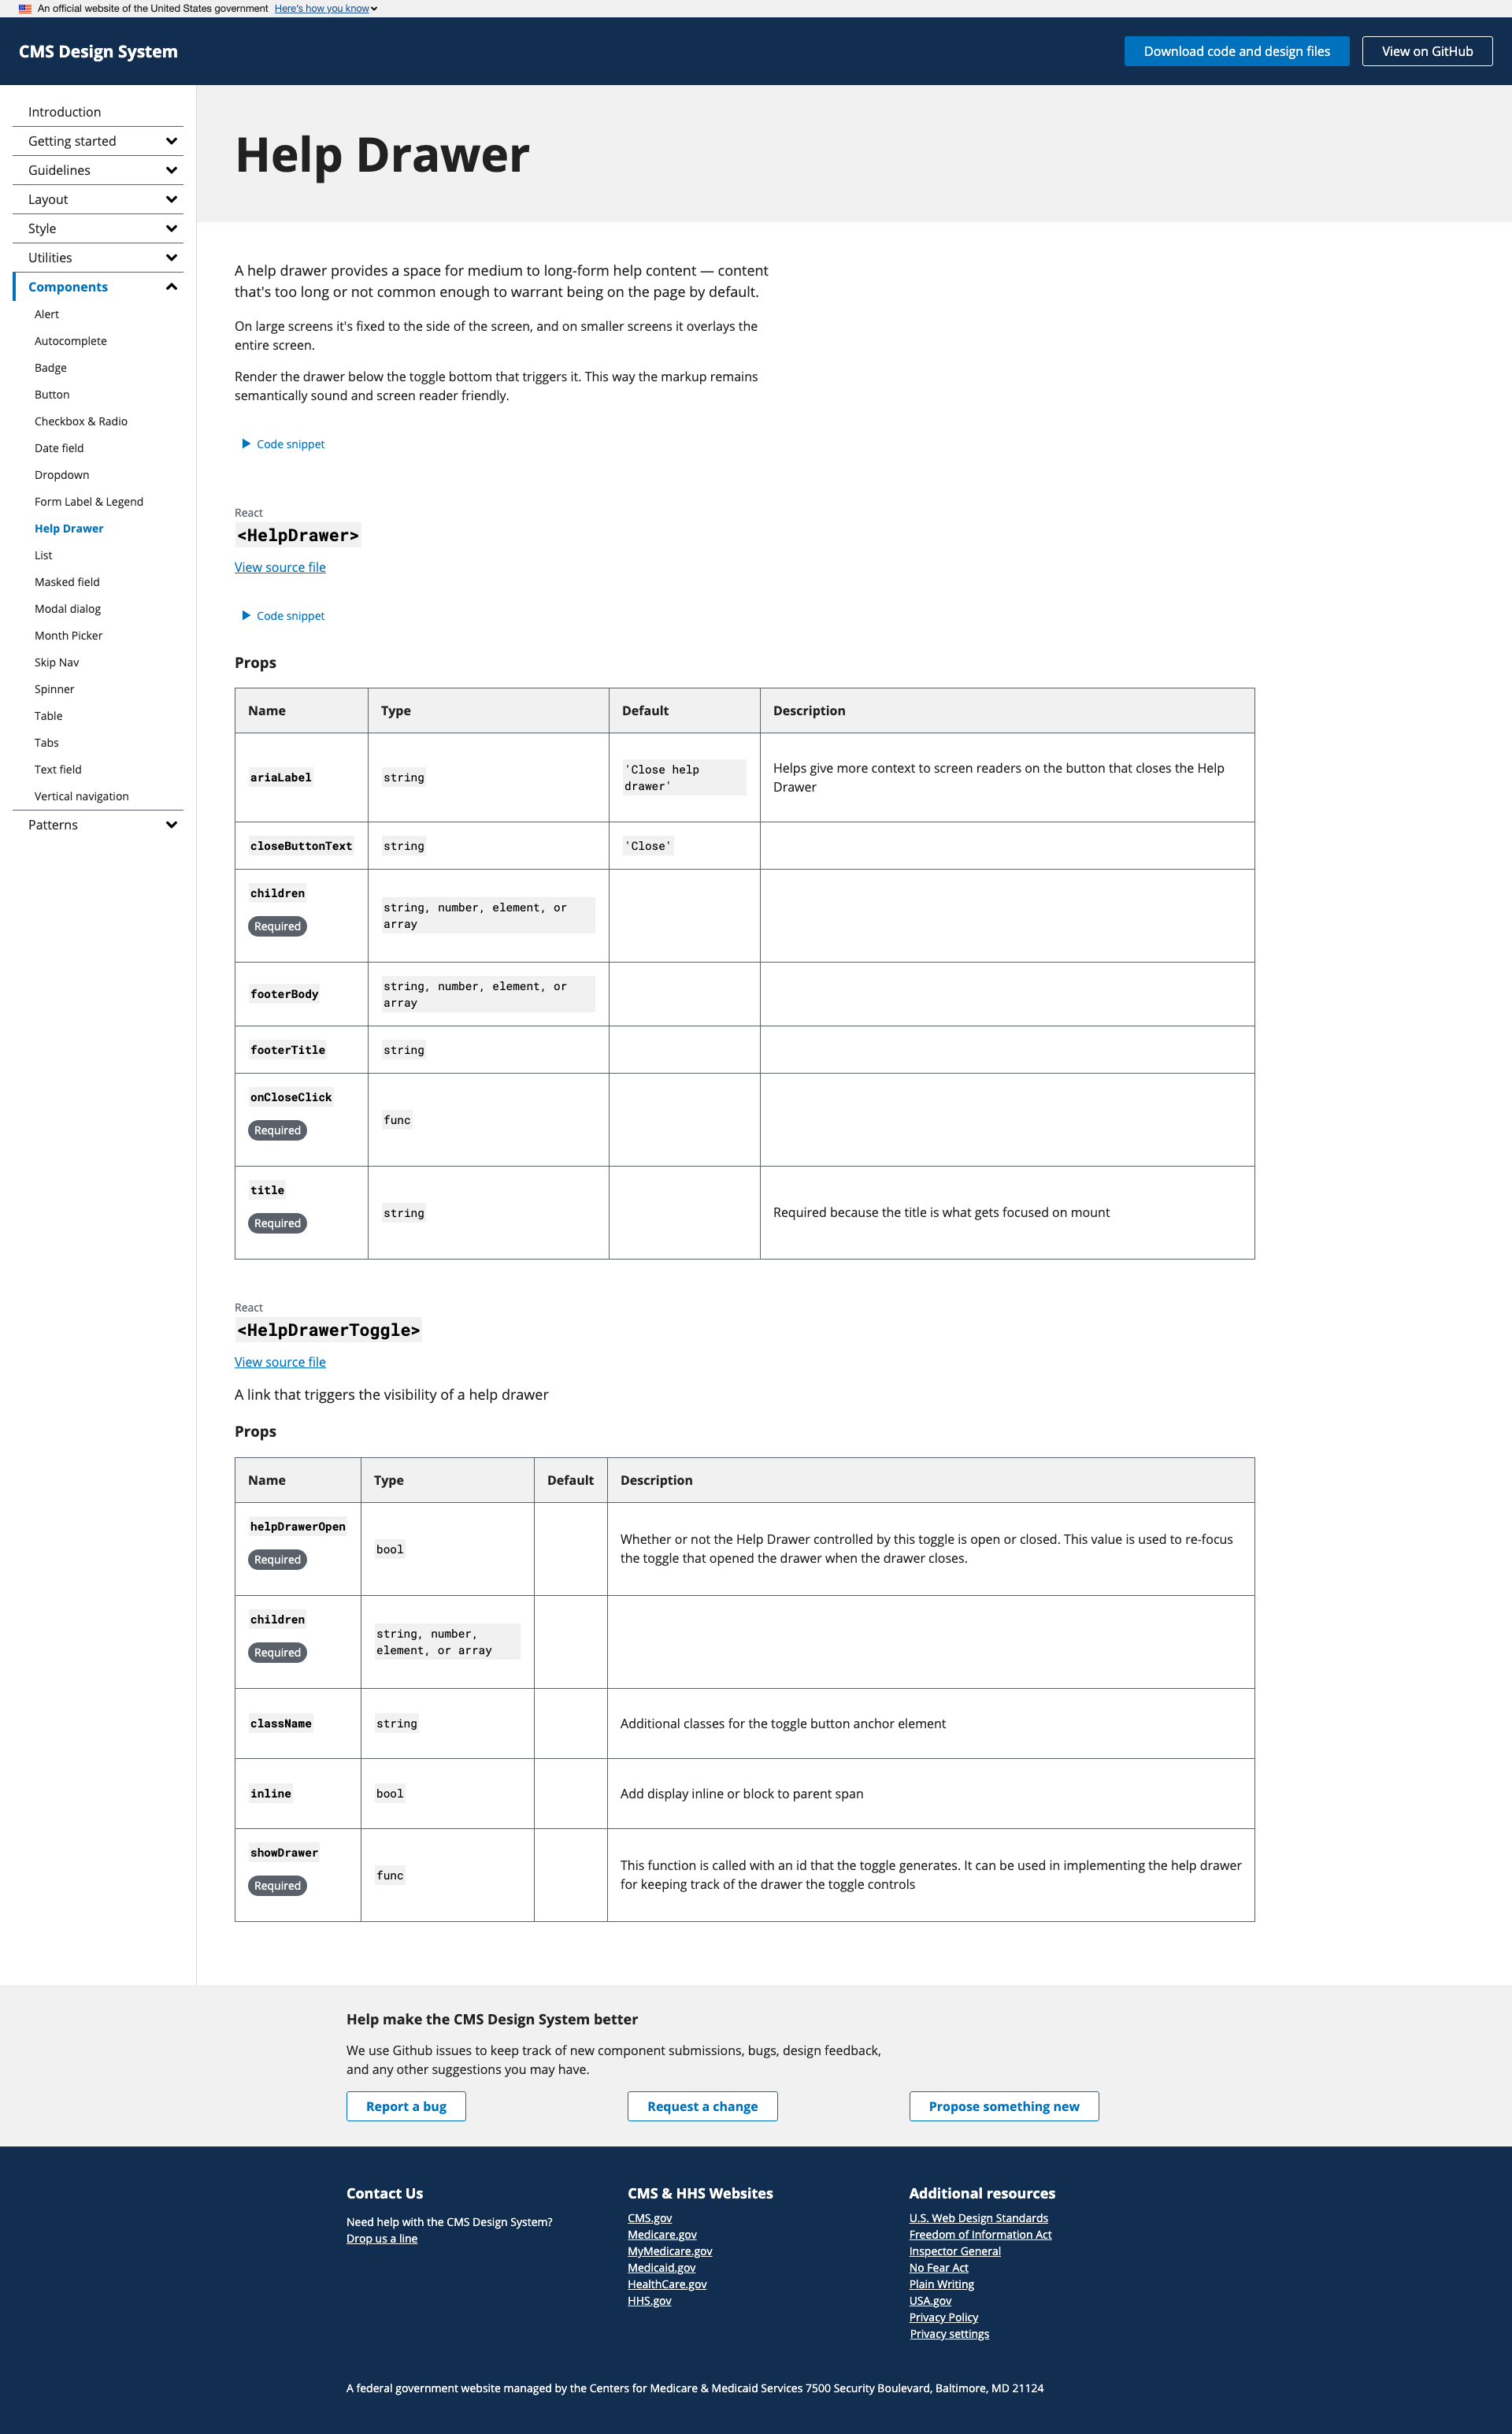 An official website of the United States government Here's how you know
CMS Design System
Download code and design files
View on GitHub
Introduction
Getting started
Guidelines
Layout
Style
Utilities
Components
Alert
Autocomplete
Badge
Button
Checkbox & Radio
Date field
Dropdown
Form Label & Legend
Help Drawer
List
Masked field
Modal dialog
Month Picker
Skip Nav
Spinner
Table
Tabs
Text field
Vertical navigation
Patterns
Help Drawer
A help drawer provides a space for medium to long-form help content — content
that's too long or not common enough to warrant being on the page by default.
On large screens it's fixed to the side of the screen, and on smaller screens it overlays the
entire screen.
Render the drawer below the toggle bottom that triggers it. This way the markup remains
semantically sound and screen reader friendly.
Code snippet
React
<HelpDrawer>
View source file
Code snippet
Props
Name Type Default Description
ariaLabel string 'Close help
drawer' Helps give more context to screen readers on the button that closes the Help
Drawer
closeButtonText string 'Close'
children
Required
string, number, element, or
array
footerBody
string, number, element, or
array
footerTitle string
onCloseClick
Required
func
title
Required
string
Required because the title is what gets focused on mount
React
<HelpDrawerToggle>
View source file
A link that triggers the visibility of a help drawer
Props
Name Type Default Description
helpDrawerOpen
Required
bool
Whether or not the Help Drawer controlled by this toggle is open or closed. This value is used to re-focus
the toggle that opened the drawer when the drawer closes.
children
Required
string, number,
element, or array
className string Additional classes for the toggle button anchor element
inline bool Add display inline or block to parent span
showDrawer
Required
func
This function is called with an id that the toggle generates. It can be used in implementing the help drawer
for keeping track of the drawer the toggle controls
Help make the CMS Design System better
We use Github issues to keep track of new component submissions, bugs, design feedback,
and any other suggestions you may have.
Report a bug
Request a change
Propose something new
Contact Us
Need help with the CMS Design System?
Drop us a line
CMS & HHS Websites
CMS.gov
Medicare.gov
MyMedicare.gov
Medicaid.gov
HealthCare.gov
HHS.gov
Additional resources
U.S. Web Design Standards
Freedom of Information Act
Inspector General
No Fear Act
Plain Writing
USA.gov
Privacy Policy
Privacy settings
A federal government website managed by the Centers for Medicare & Medicaid Services 7500 Security Boulevard, Baltimore, MD 21124